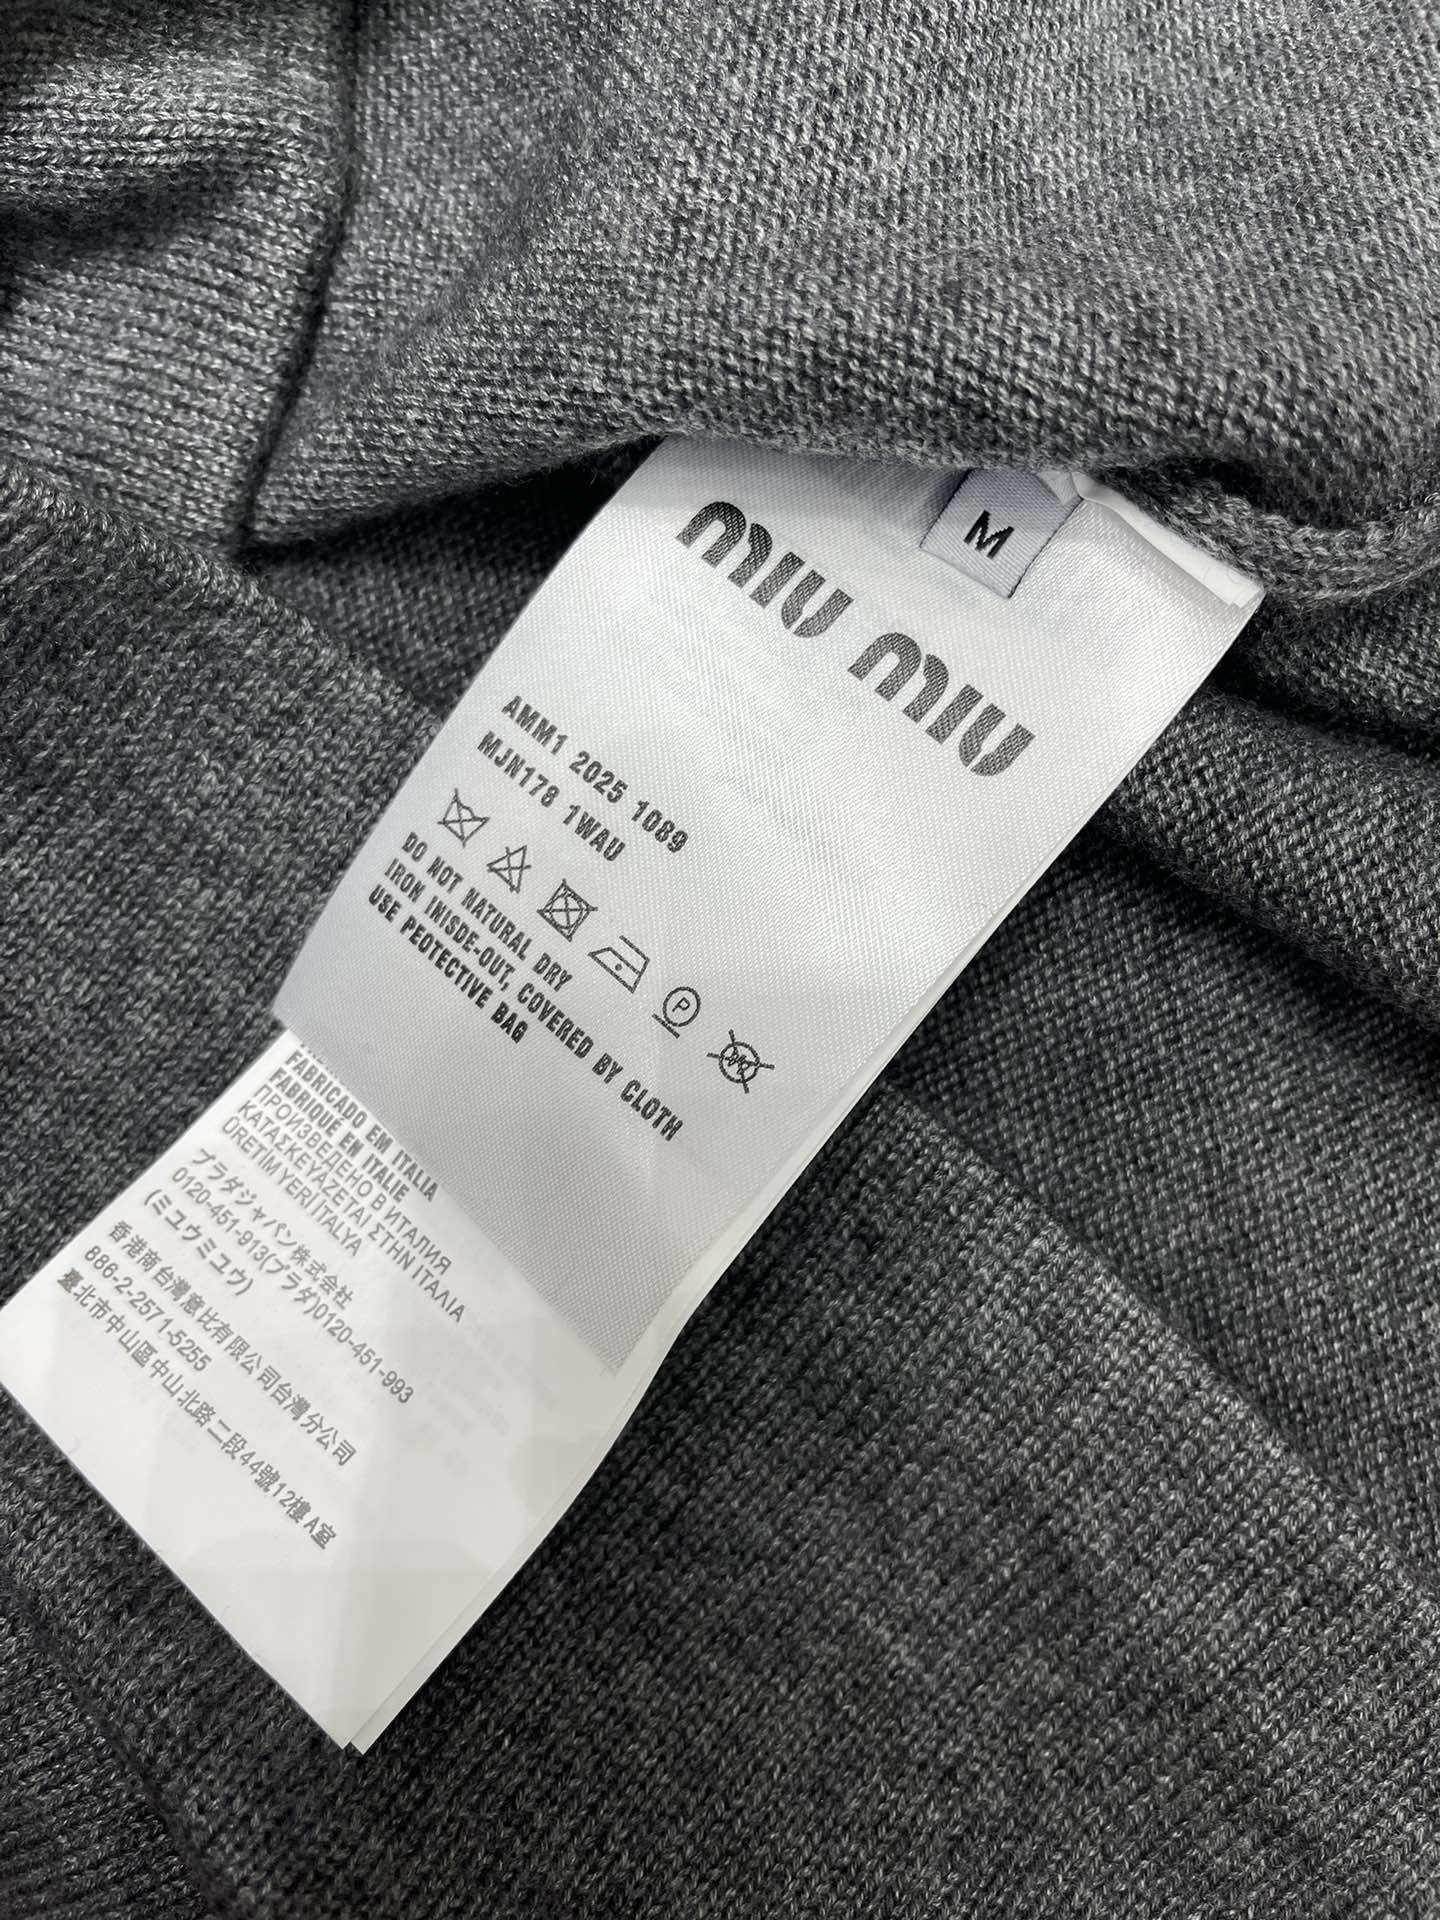 M
MIU MIU
AMM1 2025 1089
MJN178 1WAU
P
DO NOT NATURAL DRY
IRON INISDE-OUT, COVERED BY CLOTH
USE PEOTECTIVE BAG
FABRICADO EM ITALIA
FABRIQUE EN ITALIE
ПРОИЗВЕДЕНО В ИТАЛИЯ
ΚΑΤΑΣΚΕΥΑΖΕΤΑΙ ΣΤΗΝ ΙΤΑΛΙΑ
ÜRETİM YERİ İTALYA
プラダジャパン株式会社
0120-451-913(プラダ)0120-451-993
(ミュウミュウ)
香港商台灣意比有限公司台灣分公司
886-2-2571-5255
臺北市中山區中山北路二段44號12樓A室